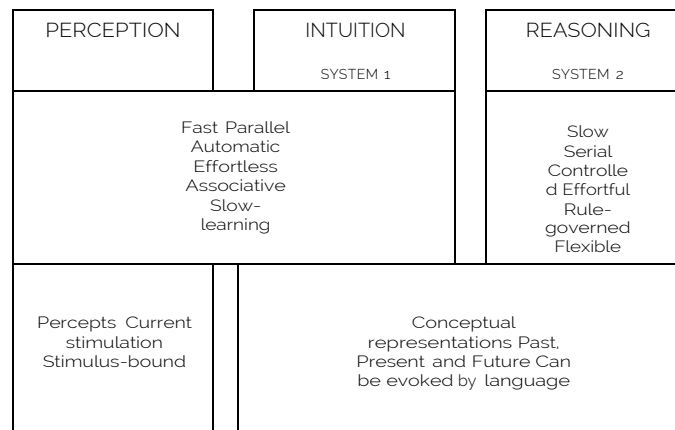 PERCEPTION
INTUITION
SYSTEM 1
REASONING
SYSTEM 2
Fast Parallel
Automatic
Effortless
Associative
Slow-
learning
Slow
Serial
Controlle
d Effortful
Rule-
governed
Flexible
Percepts Current
stimulation
Stimulus-bound
Conceptual
representations Past,
Present and Future Can
be evoked by language